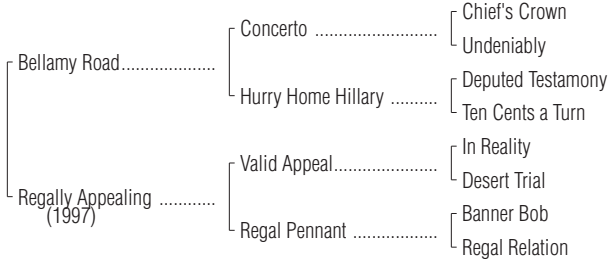 Chief's Crown
Concerto ......................
Undeniably
Bellamy Road...................
Deputed Testamony
Hurry Home Hillary ..........
Ten Cents a Turn
In Reality
Valid Appeal....................
Desert Trial
Regally Appealing ............
(1997)
Banner Bob
Regal Pennant .................
Regal Relation